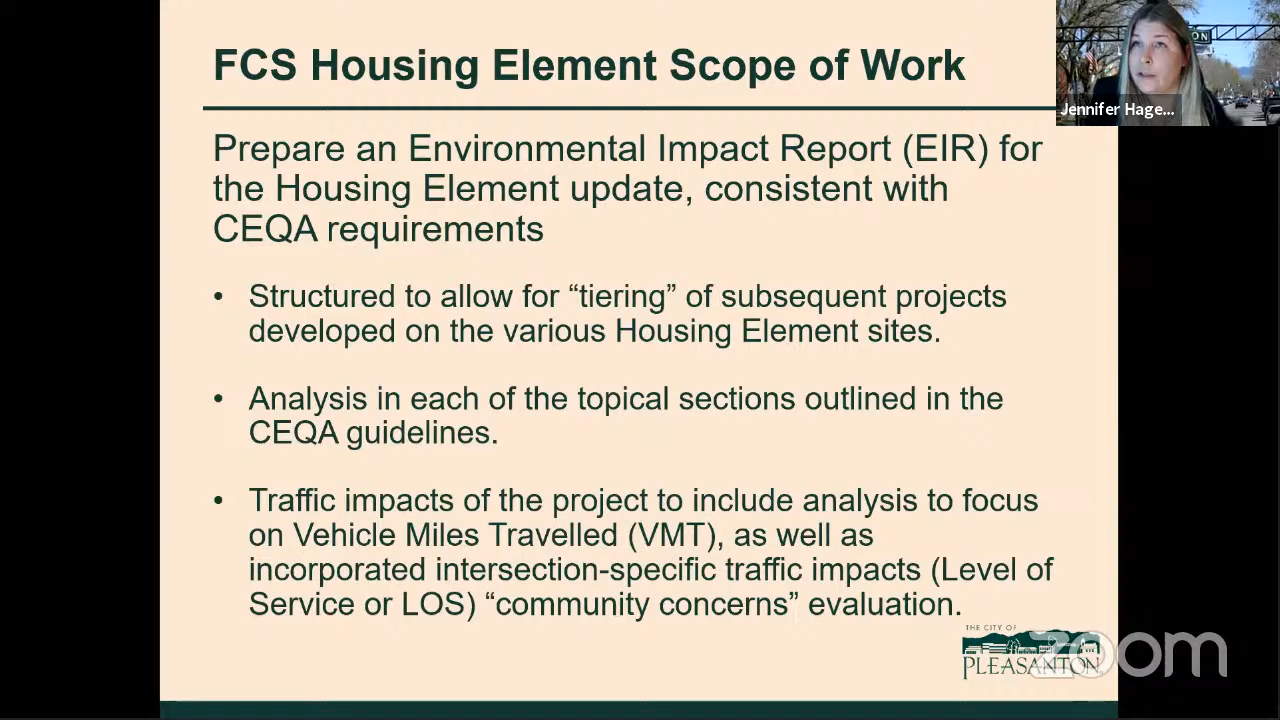 FCS Housing Element Scope of Work
ON
Jennifer Hage...
Prepare an Environmental Impact Report (EIR) for
the Housing Element update, consistent with
CEQA requirements
• Structured to allow for “tiering” of subsequent projects
developed on the various Housing Element sites.
• Analysis in each of the topical sections outlined in the
CEQA guidelines.
• Traffic impacts of the project to include analysis to focus
on Vehicle Miles Travelled (VMT), as well as
incorporated intersection-specific traffic impacts (Level of
Service or LOS) “community concerns” evaluation.
THE CITY OF
PLEASANTON
zoom